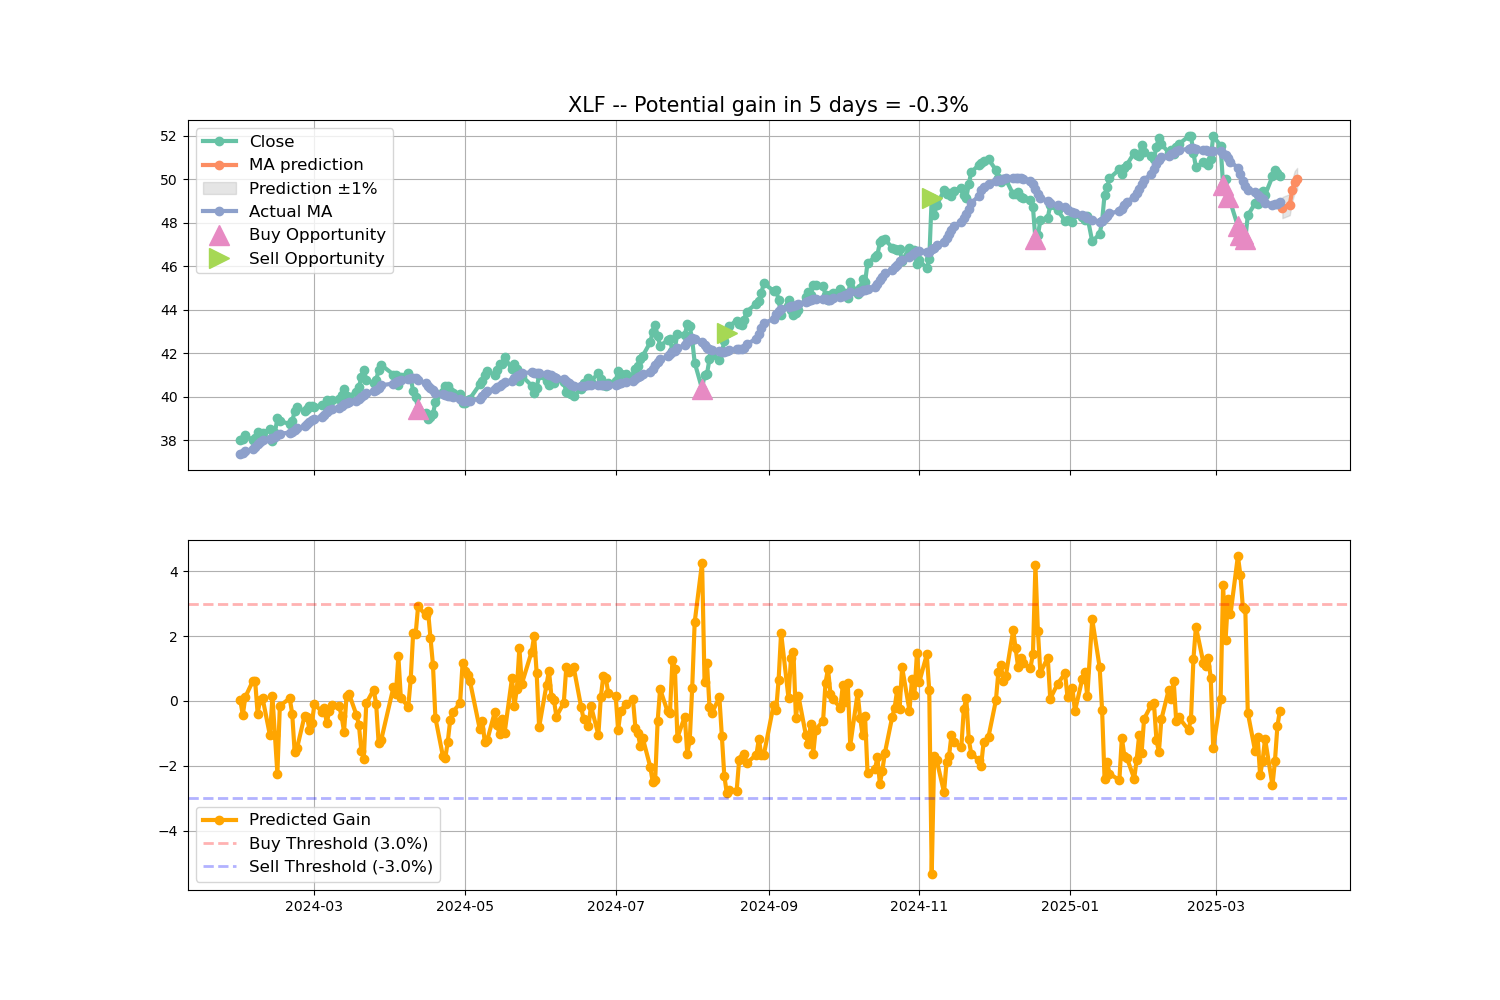 XLF -- Potential gain in 5 days = -0.3%
52
50
48
46
44
42
40
38
Close
MA prediction
Prediction ±1%
Actual MA
Buy Opportunity
Sell Opportunity
4
2
0
−2
−4
Predicted Gain
Buy Threshold (3.0%)
Sell Threshold (-3.0%)
2024-03
2024-05
2024-07
2024-09
2024-11
2025-01
2025-03